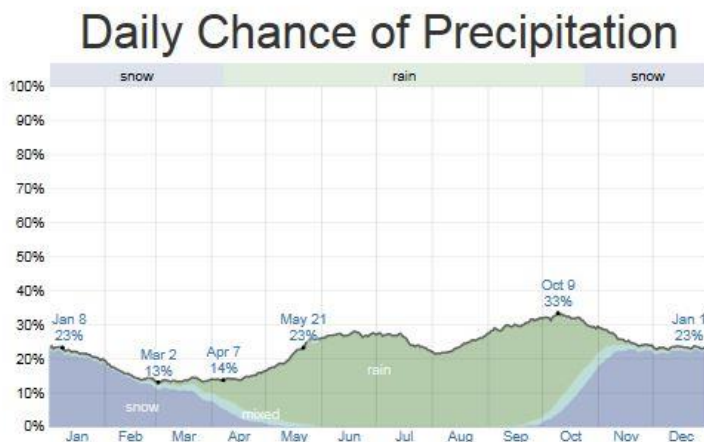 Daily Chance of Precipitation
snow rain snow
100%
90%
80%
70%
60%
50%
40%
30%
20%
10%
0%
Jan 8
23%
Mar 2
13%
Apr 7
14%
May 21
23%
Oct 9
33%
Jan 1
23%
rain
snow
mixed
Jan Feb Mar Apr May Jun Jul Aug Sep Oct Nov Dec